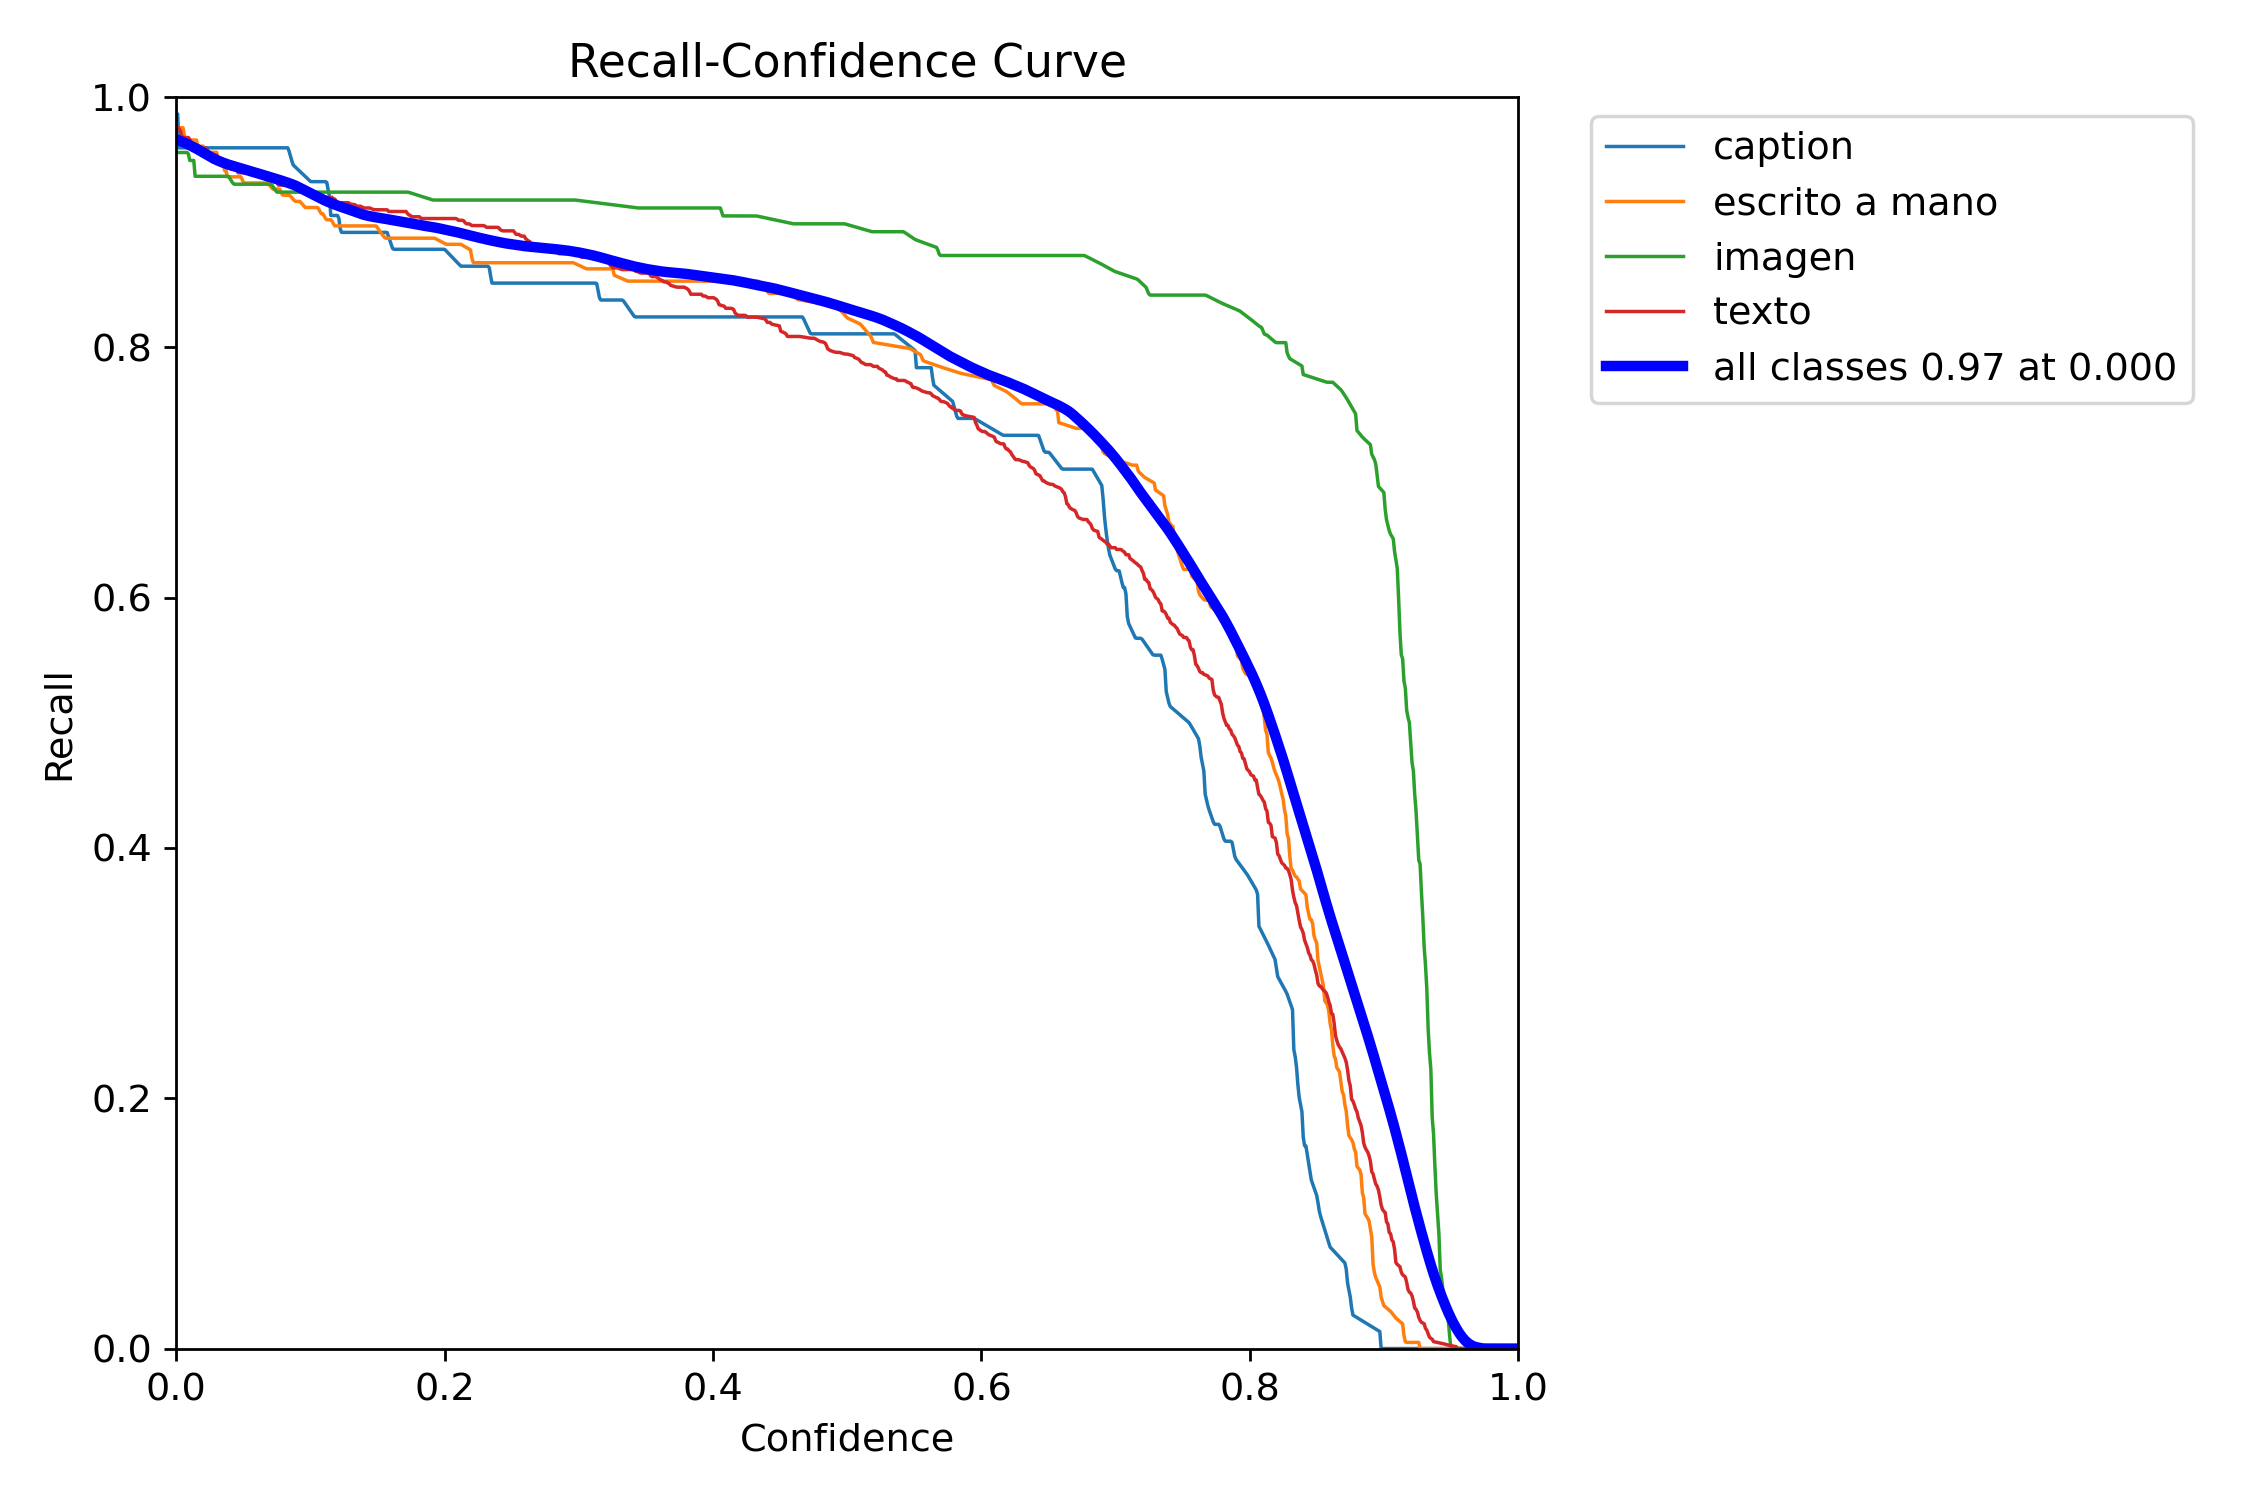 Recall-Confidence Curve
1.0
0.8
0.6
0.4
0.2
0.0
Recall
0.0 0.2 0.4 0.6 0.8 1.0
Confidence
caption
escrito a mano
imagen
texto
all classes 0.97 at 0.000